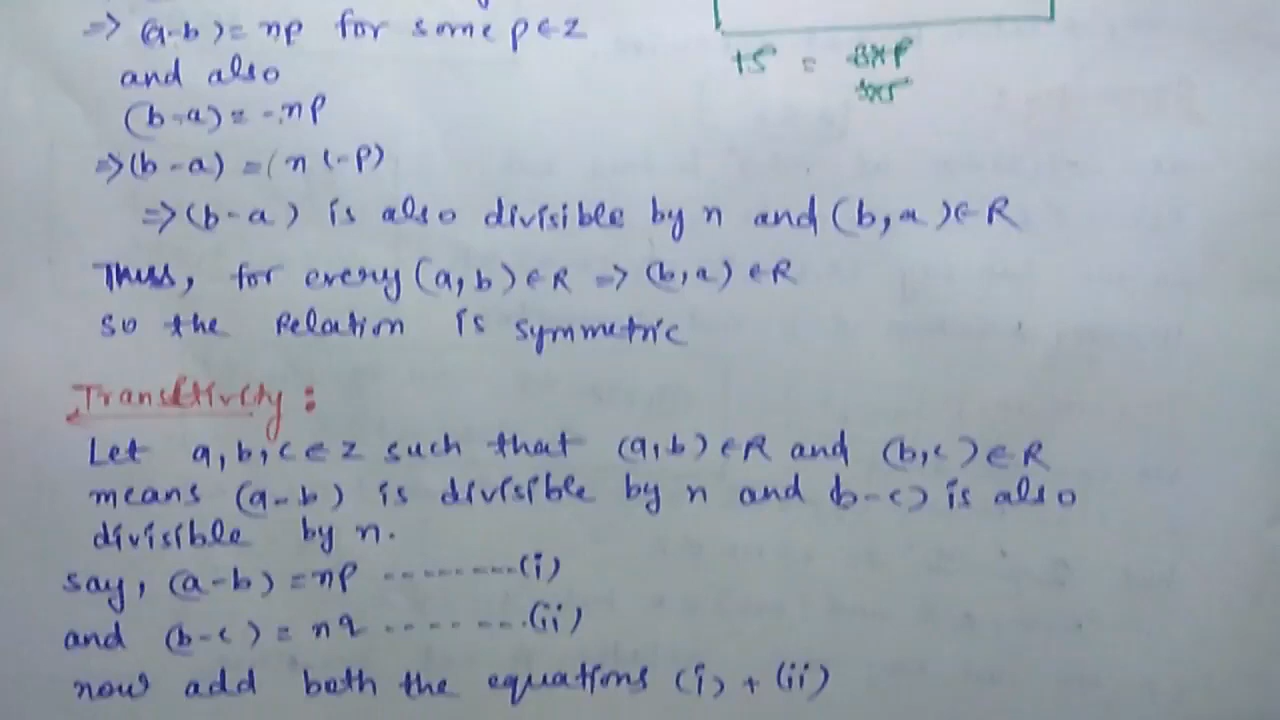 => (a-b) = np for some p ∈ Z
and also
(b-a) = -np
=> (b-a) = (n (-p)
=> (b-a) is also divisible by n and (b,a) ∈ R
Thus, for every (a,b) ∈ R => (b,a) ∈ R
so the Relation is symmetric
Transitivity:
Let a,b,c ∈ Z such that (a,b) ∈ R and (b,c) ∈ R
means (a-b) is divisible by n and (b-c) is also
divisible by n.
say, (a-b) = np ---------(i)
and (b-c) = nq --------(ii)
now add both the equations (i) + (ii)
15 =